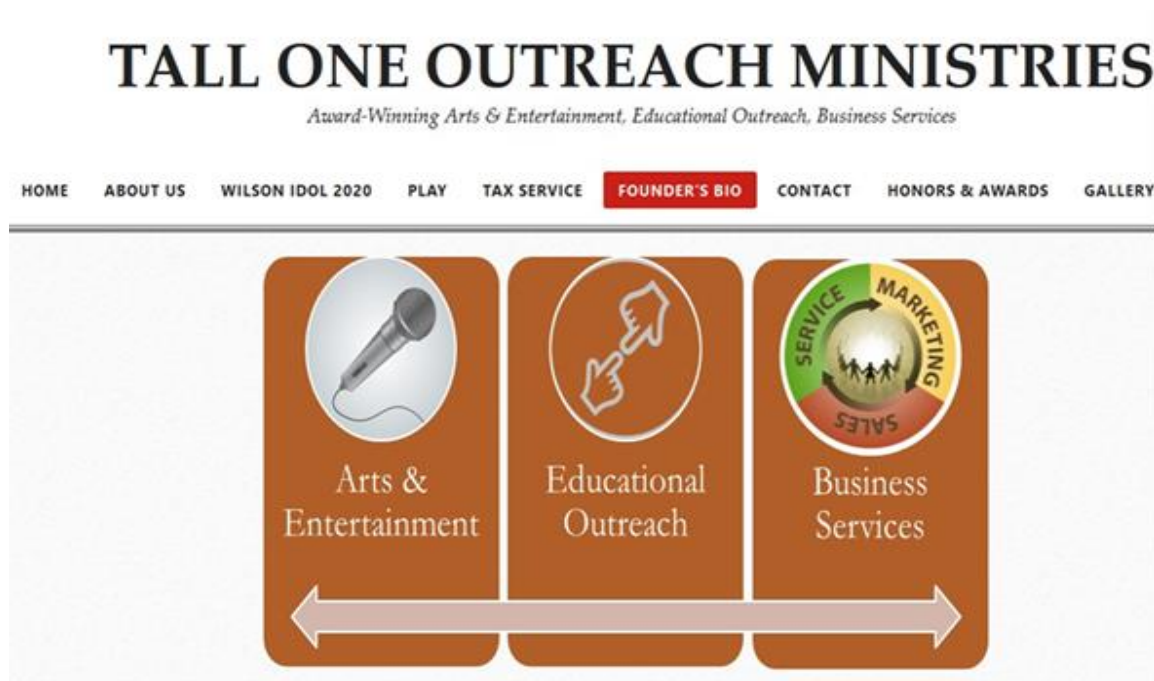 TALL ONE OUTREACH MINISTRIES
Award-Winning Arts & Entertainment, Educational Outreach, Business Services
HOME ABOUT US WILSON IDOL 2020 PLAY TAX SERVICE FOUNDER'S BIO CONTACT HONORS & AWARDS GALLERY
SERVICE
MARKETING
SALES
Arts &
Entertainment
Educational
Outreach
Business
Services